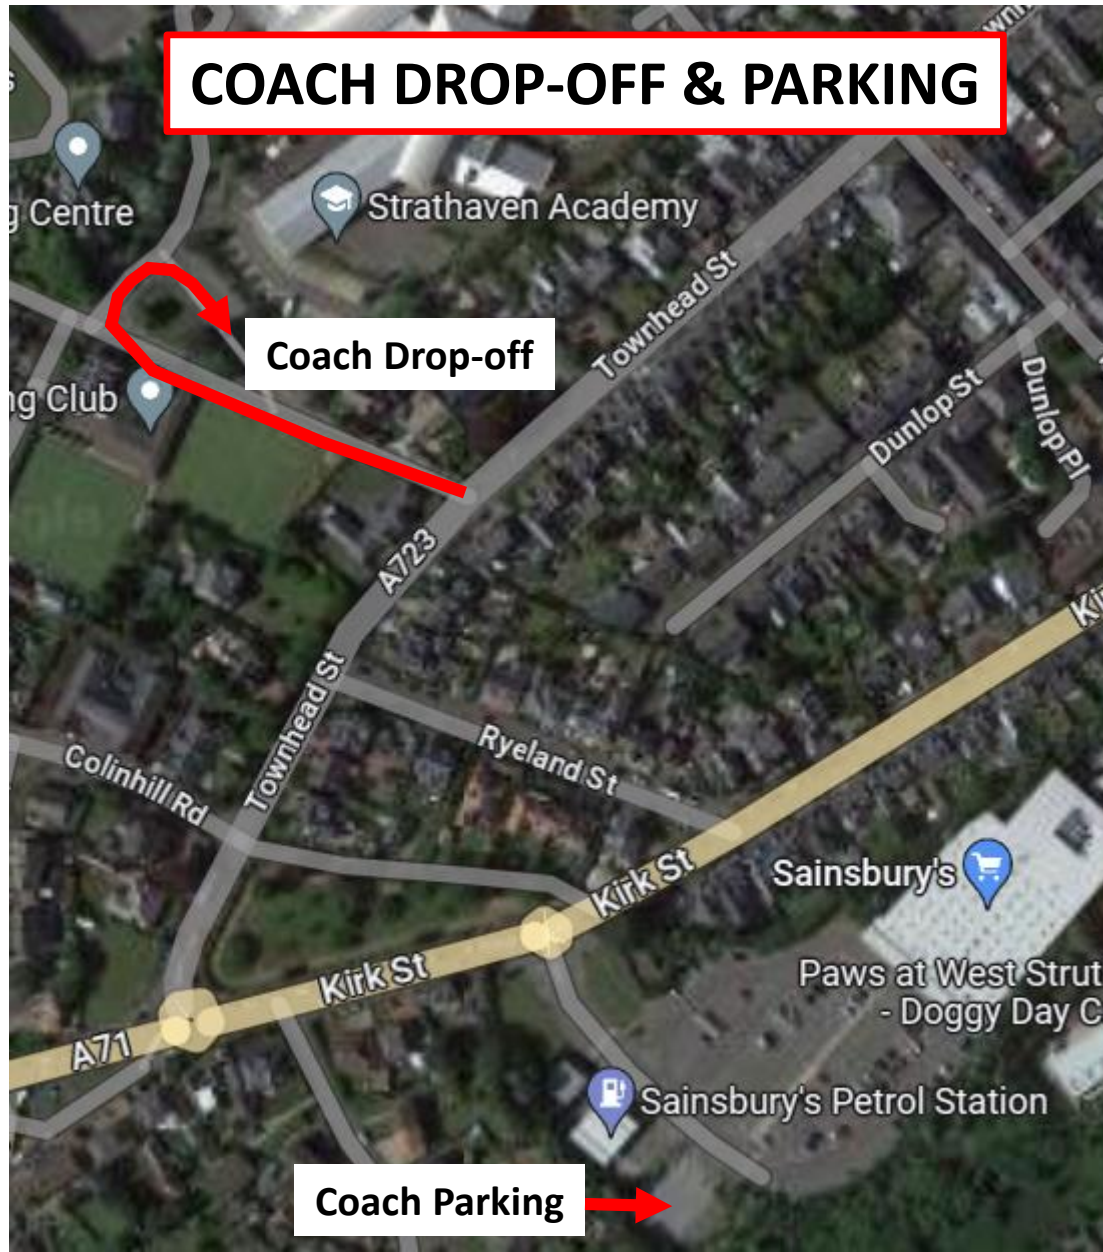 COACH DROP-OFF & PARKING
g Centre
Strathaven Academy
Townhead St
Coach Drop-off
ng Club
Dunlop St
Dunlop Pl
A723
Townhead St
Ryeland St
Colinhill Rd
Kirk St
Sainsbury's
Kirk St
Paws at West Strut
- Doggy Day C
A71
Sainsbury's Petrol Station
Coach Parking